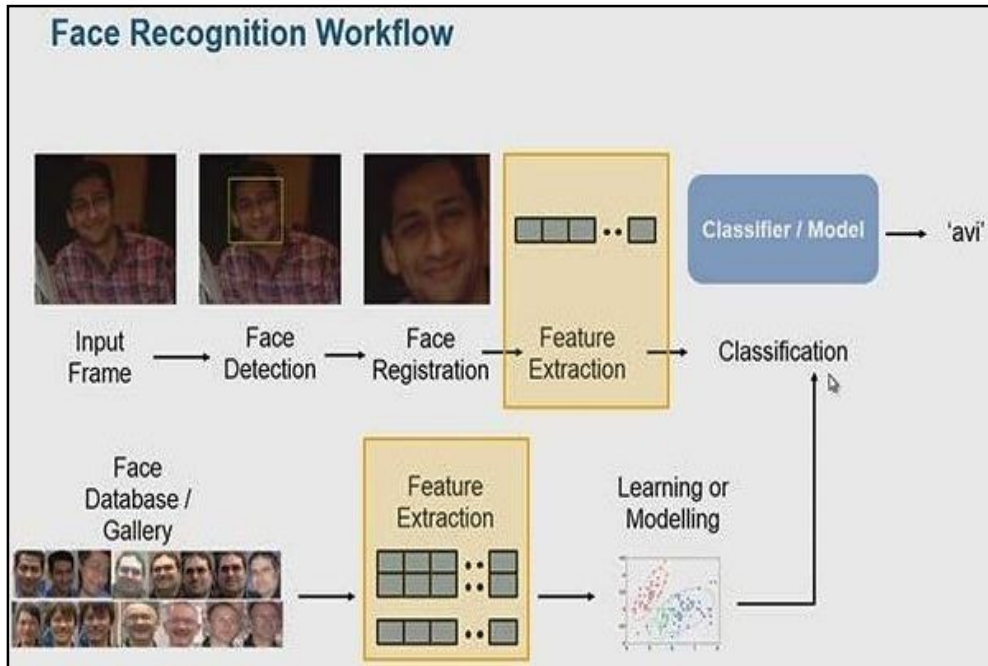 Face Recognition Workflow
Classifier / Model
'avi'
Input
Frame
Face
Detection
Face
Registration
Feature
Extraction
Classification
Face
Database /
Gallery
Feature
Extraction
Learning or
Modelling